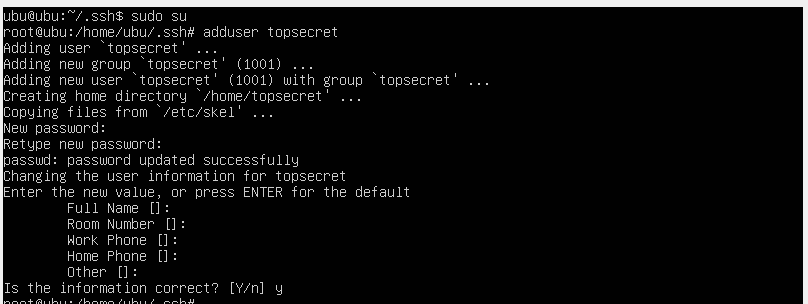 ubu@ubu:~/.ssh$ sudo su
root@ubu:/home/ubu/.ssh# adduser topsecret
Adding user `topsecret' ...
Adding new group `topsecret' (1001) ...
Adding new user `topsecret' (1001) with group `topsecret' ...
Creating home directory `/home/topsecret' ...
Copying files from `/etc/skel' ...
New password:
Retype new password:
passwd: password updated successfully
Changing the user information for topsecret
Enter the new value, or press ENTER for the default
Full Name []:
Room Number []:
Work Phone []:
Home Phone []:
Other []:
Is the information correct? [Y/n] y
root@ubu:/home/ubu/.ssh#